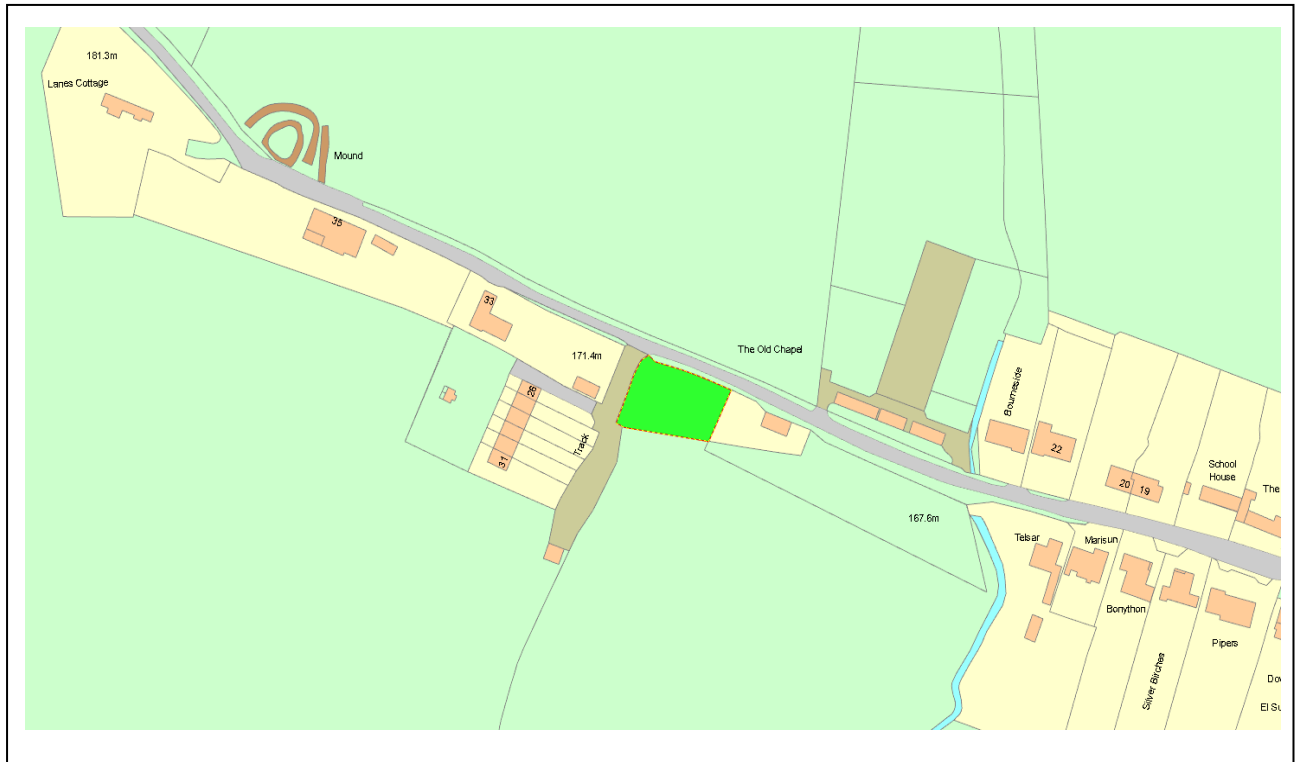 181.3m
Lanes Cottage
Mound
35
33
171.4m
The Old Chapel
26
31
Track
Bourneside
22
20
19
School
House
The
167.6m
Telsar
Marisun
Bonython
Silver Birches
Pipers
Dov
El Su